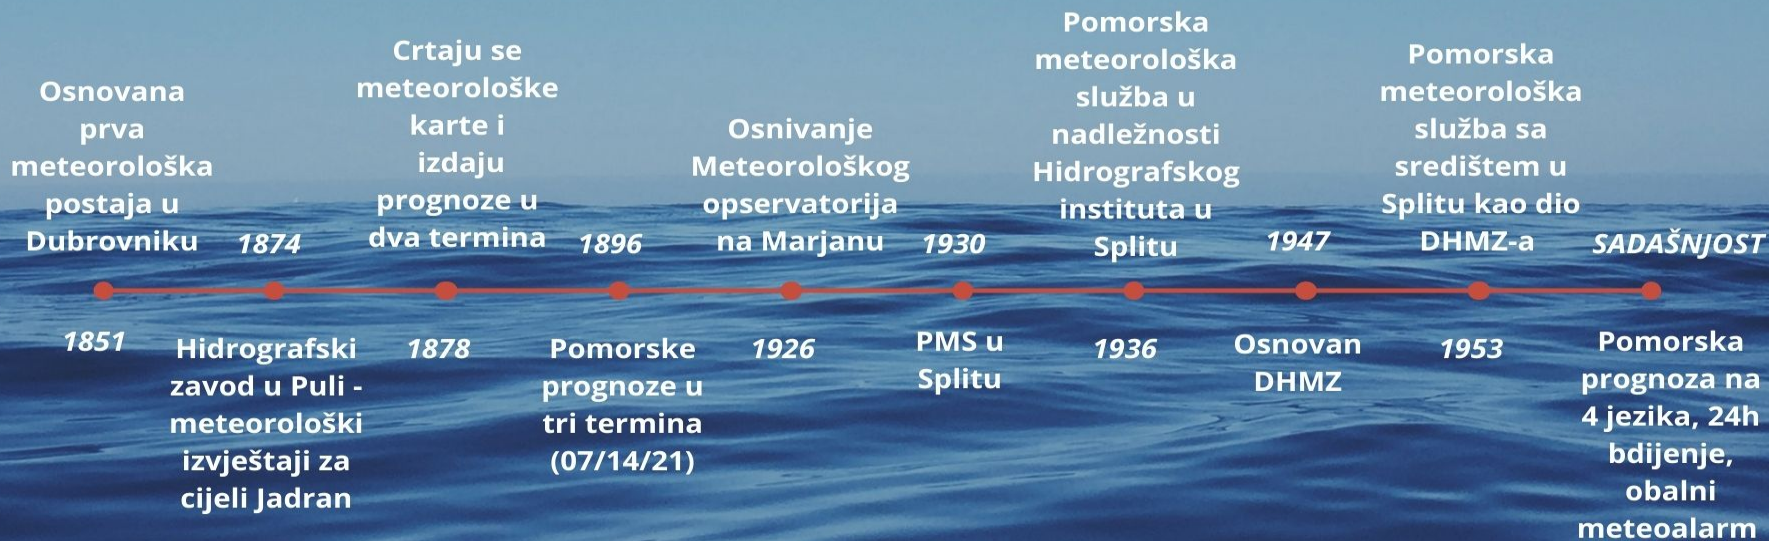 Osnovana
prva
meteorološka
postaja u
Dubrovniku
1851
1874
Hidrografski
zavod u Puli -
meteorološki
izvještaji za
cijeli Jadran
Crtaju se
meteorološke
karte i
izdaju
prognoze u
dva termina
1878
1896
Pomorske
prognoze u
tri termina
(07/14/21)
Osnivanje
Meteorološkog
opservatorija
na Marjanu
1926
1930
PMS u
Splitu
Pomorska
meteorološka
služba u
nadležnosti
Hidrografskog
instituta u
Splitu
1936
1947
Osnovan
DHMZ
Pomorska
meteorološka
služba sa
središtem u
Splitu kao dio
DHMZ-a
1953
SADAŠNJOST
Pomorska
prognoza na
4 jezika, 24h
bdijenje,
obalni
meteoalarm